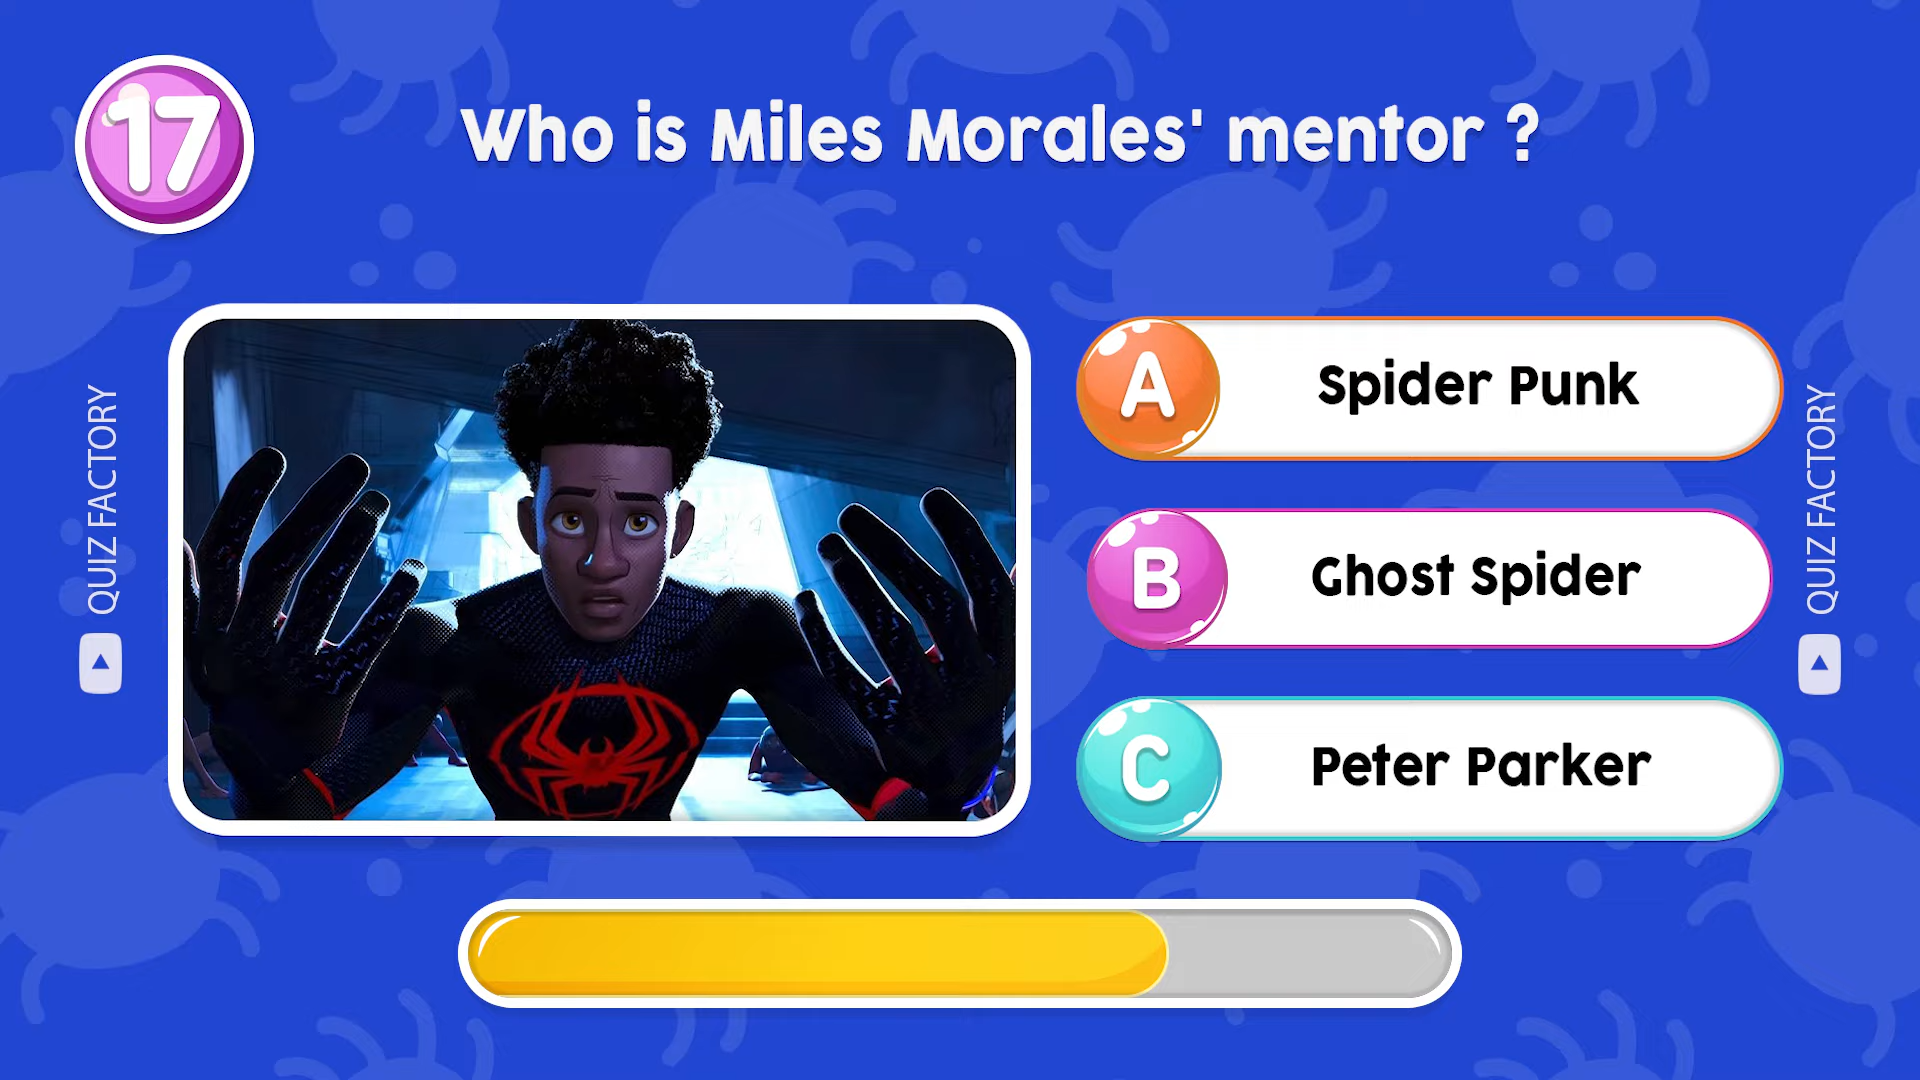 17
Who is Miles Morales' mentor ?
A
Spider Punk
B
Ghost Spider
C
Peter Parker
QUIZ FACTORY
QUIZ FACTORY